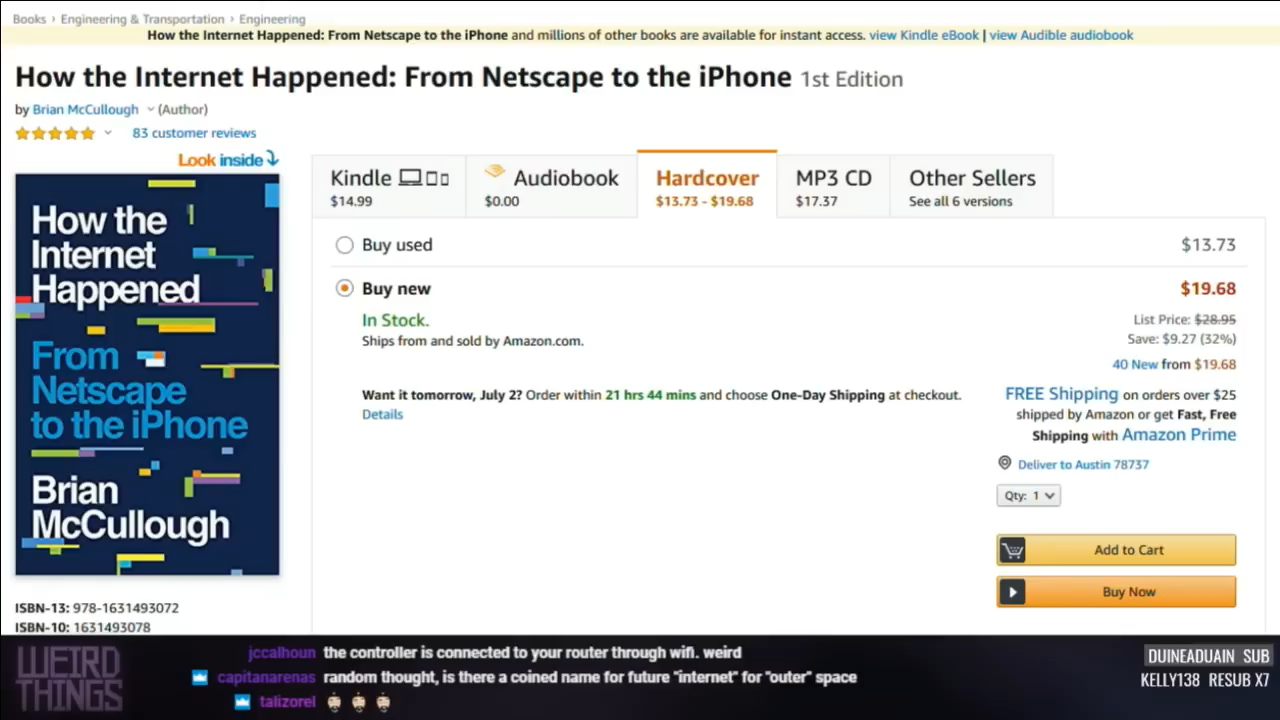 Books › Engineering & Transportation › Engineering
How the Internet Happened: From Netscape to the iPhone and millions of other books are available for instant access. view Kindle eBook | view Audible audiobook
How the Internet Happened: From Netscape to the iPhone 1st Edition
by Brian McCullough (Author)
83 customer reviews
Look inside
How the
Internet
Happened
From
Netscape
to the iPhone
Brian
McCullough
ISBN-13: 978-1631493072
ISBN-10: 1631493078
Kindle
$14.99
Audiobook
$0.00
Hardcover
$13.73 - $19.68
MP3 CD
$17.37
Other Sellers
See all 6 versions
Buy used $13.73
Buy new $19.68
In Stock.
Ships from and sold by Amazon.com.
List Price: $28.95
Save: $9.27 (32%)
40 New from $19.68
Want it tomorrow, July 2? Order within 21 hrs 44 mins and choose One-Day Shipping at checkout.
Details
FREE Shipping on orders over $25
shipped by Amazon or get Fast, Free
Shipping with Amazon Prime
Deliver to Austin 78737
Qty: 1
Add to Cart
Buy Now
WEIRD
THINGS
jccalhoun the controller is connected to your router through wifi. weird
capitanarenas random thought, is there a coined name for future "internet" for "outer" space
talizorel
DUINEADUAIN SUB
KELLY138 RESUB X7